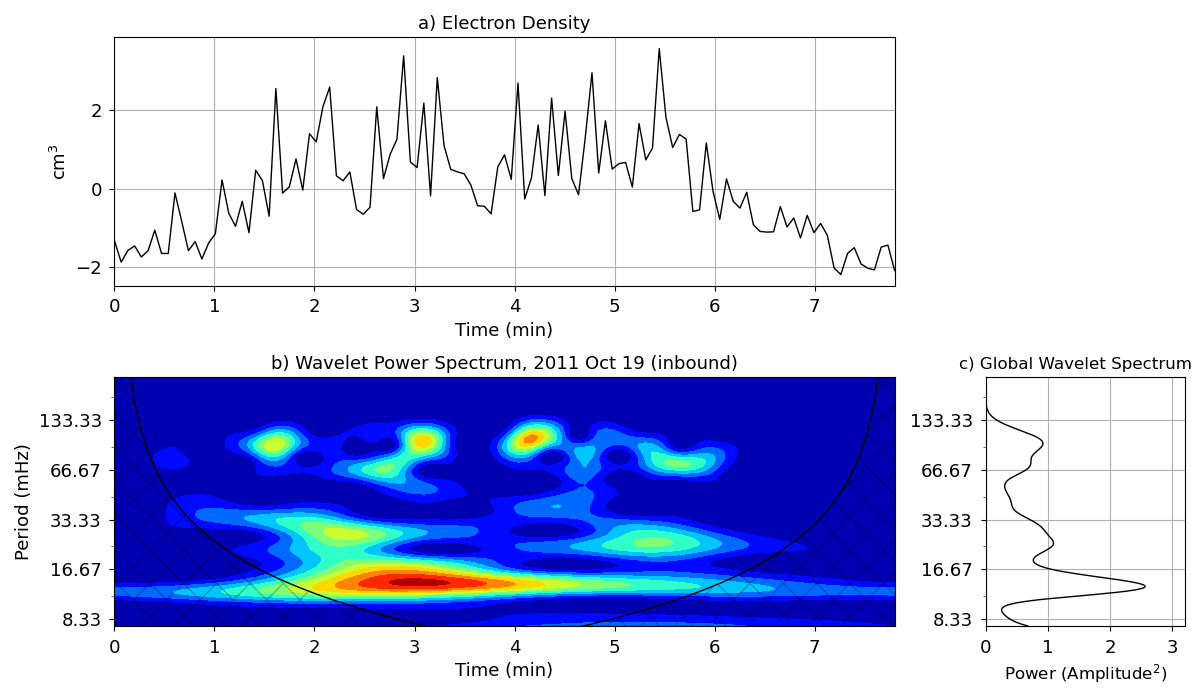 a) Electron Density
cm³
2
0
−2
0 1 2 3 4 5 6 7
Time (min)
b) Wavelet Power Spectrum, 2011 Oct 19 (inbound)
Period (mHz)
133.33
66.67
33.33
16.67
8.33
0 1 2 3 4 5 6 7
Time (min)
c) Global Wavelet Spectrum
133.33
66.67
33.33
16.67
8.33
0 1 2 3
Power (Amplitude²)